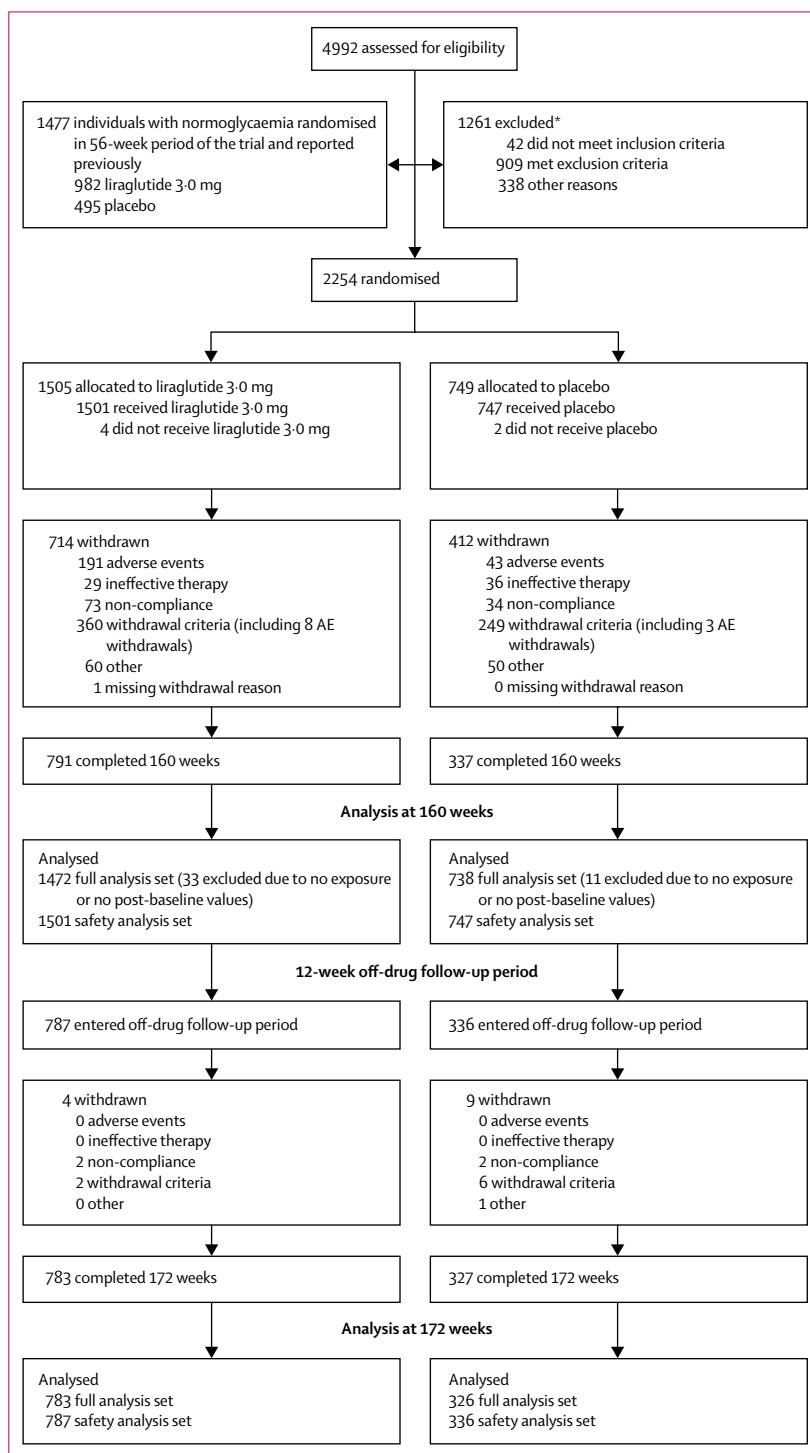 4992 assessed for eligibility
1477 individuals with normoglycaemia randomised
in 56-week period of the trial and reported
previously
982 liraglutide 3·0 mg
495 placebo
1261 excluded*
42 did not meet inclusion criteria
909 met exclusion criteria
338 other reasons
2254 randomised
1505 allocated to liraglutide 3·0 mg
1501 received liraglutide 3·0 mg
4 did not receive liraglutide 3·0 mg
749 allocated to placebo
747 received placebo
2 did not receive placebo
714 withdrawn
191 adverse events
29 ineffective therapy
73 non-compliance
360 withdrawal criteria (including 8 AE
withdrawals)
60 other
1 missing withdrawal reason
412 withdrawn
43 adverse events
36 ineffective therapy
34 non-compliance
249 withdrawal criteria (including 3 AE
withdrawals)
50 other
0 missing withdrawal reason
791 completed 160 weeks
337 completed 160 weeks
Analysis at 160 weeks
Analysed
1472 full analysis set (33 excluded due to no exposure
or no post-baseline values)
1501 safety analysis set
Analysed
738 full analysis set (11 excluded due to no exposure
or no post-baseline values)
747 safety analysis set
12-week off-drug follow-up period
787 entered off-drug follow-up period
336 entered off-drug follow-up period
4 withdrawn
0 adverse events
0 ineffective therapy
2 non-compliance
2 withdrawal criteria
0 other
9 withdrawn
0 adverse events
0 ineffective therapy
2 non-compliance
6 withdrawal criteria
1 other
783 completed 172 weeks
327 completed 172 weeks
Analysis at 172 weeks
Analysed
783 full analysis set
787 safety analysis set
Analysed
326 full analysis set
336 safety analysis set